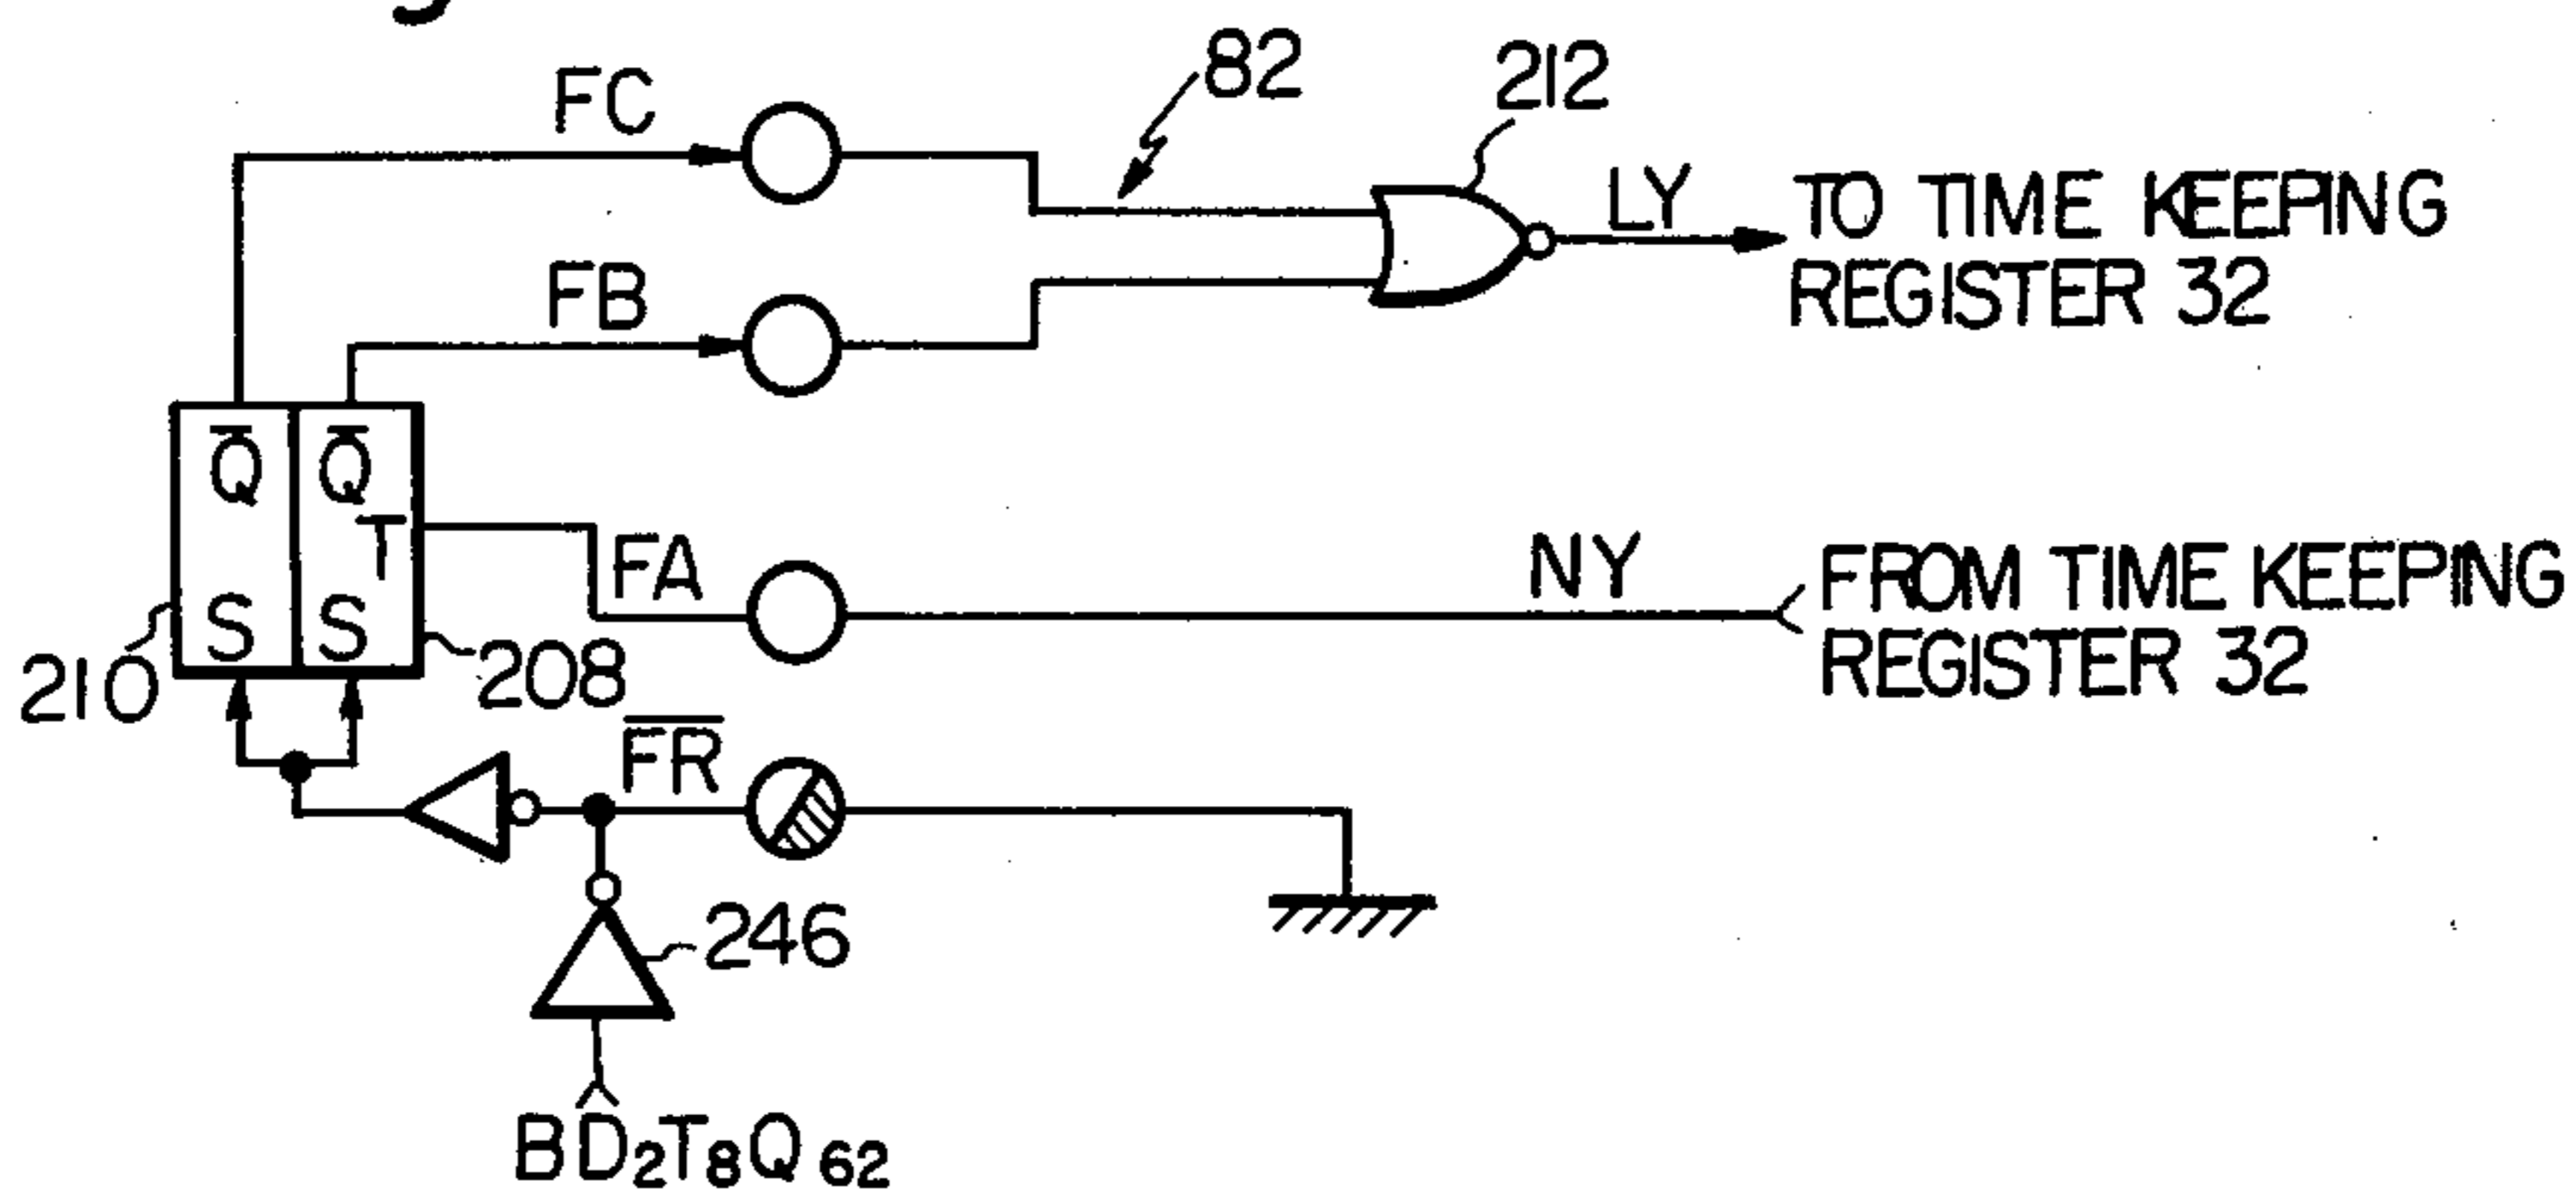 82
212
FC
LY
TO TIME KEEPING
REGISTER 32
FB
Q̅ Q̅
T
FA
NY
FROM TIME KEEPING
REGISTER 32
S S
210
208
F̅R̅
246
BD₂T₈Q₆₂